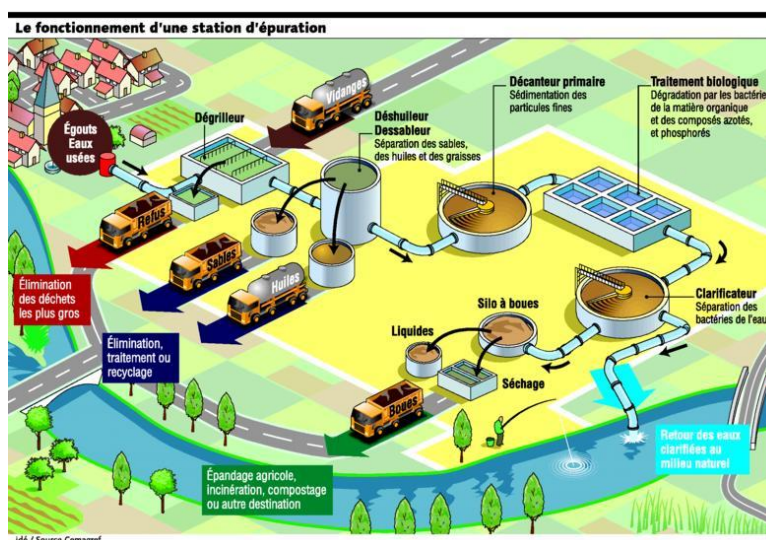 Le fonctionnement d'une station d'épuration
Vidanges
Égouts
Eaux
usées
Dégrilleur
Déshuileur
Dessableur
Séparation des sables,
des huiles et des graisses
Décanteur primaire
Sédimentation des
particules fines
Traitement biologique
Dégradation par les bactéries
de la matière organique
et des composés azotés,
et phosphorés
Refus
Sables
Huiles
Élimination
des déchets
les plus gros
Élimination,
traitement ou
recyclage
Clarificateur
Séparation des
bactéries de l'eau
Silo à boues
Liquides
Séchage
Boues
Épandage agricole,
incinération, compostage
ou autre destination
Retour des eaux
clarifiées au
milieu naturel
idé / Source Cemagref